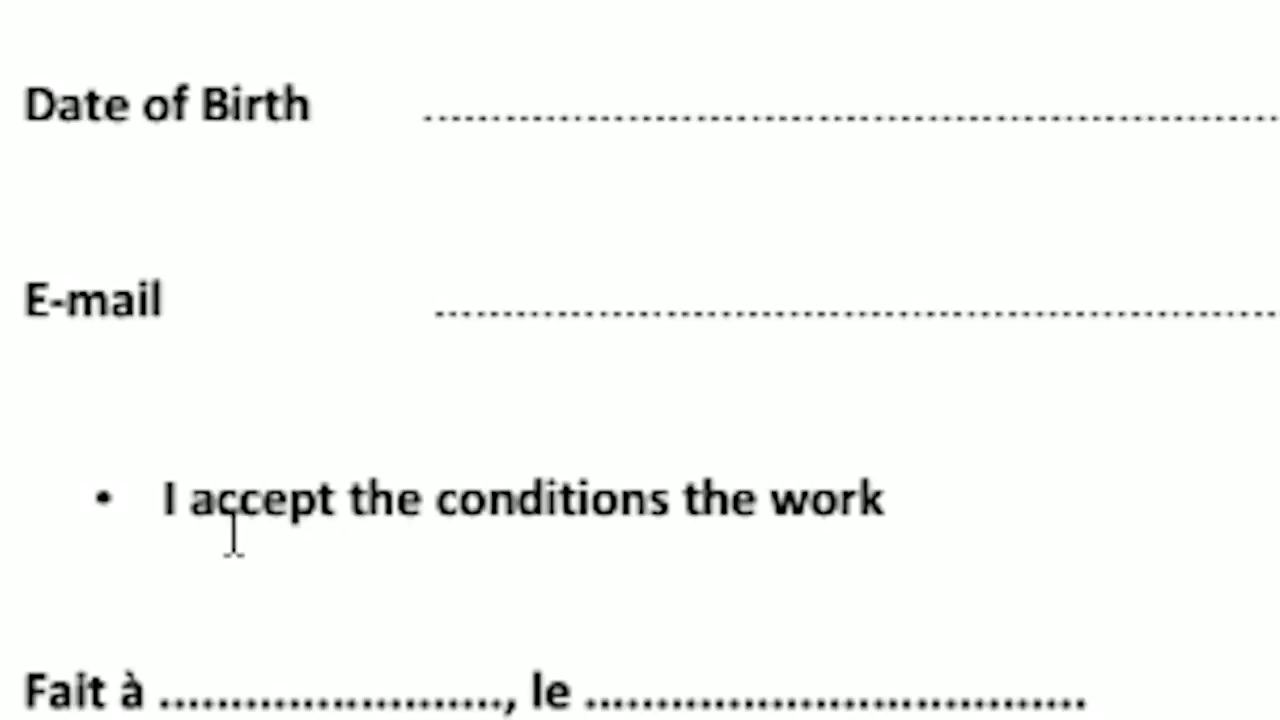 Date of Birth ........................................................................
E-mail ........................................................................
• I accept the conditions the work
Fait à ............................, le ........................................